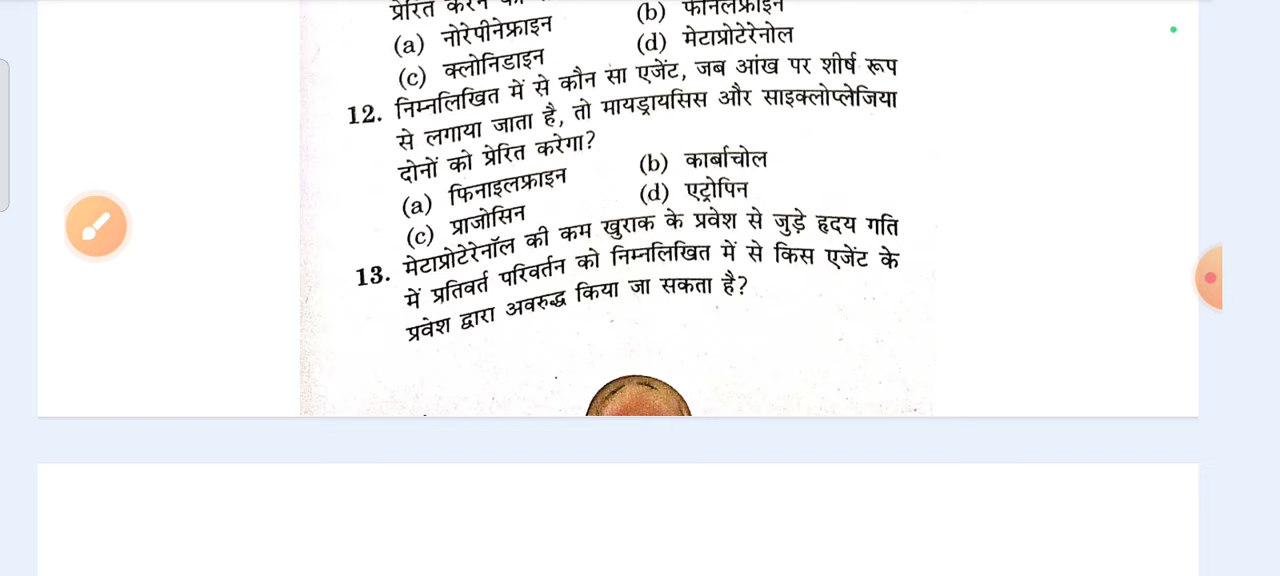 प्रेरित करने
(a) नोरेपीनेफ्राइन (b) फेनिलेफ्राइन
(c) क्लोनिडाइन (d) मेटाप्रोटेरेनोल
12. निम्नलिखित में से कौन सा एजेंट, जब आंख पर शीर्ष रूप
से लगाया जाता है, तो मायड्रायसिस और साइक्लोप्लेजिया
दोनों को प्रेरित करेगा?
(a) फिनाइलफ्राइन (b) कार्बाचोल
(c) प्राजोसिन (d) एट्रोपिन
13. मेटाप्रोटेरेनॉल की कम खुराक के प्रवेश से जुड़े हृदय गति
में प्रतिवर्त परिवर्तन को निम्नलिखित में से किस एजेंट के
प्रवेश द्वारा अवरुद्ध किया जा सकता है?